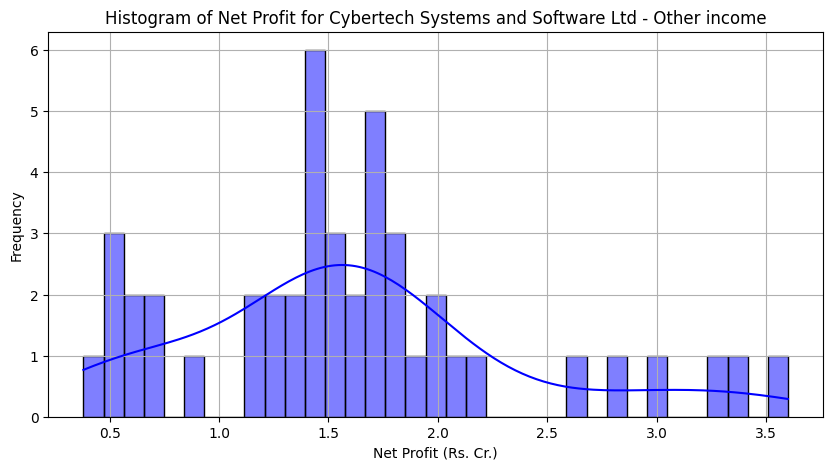 Histogram of Net Profit for Cybertech Systems and Software Ltd - Other income
6
5
4
3
2
1
0
Frequency
0.5 1.0 1.5 2.0 2.5 3.0 3.5
Net Profit (Rs. Cr.)